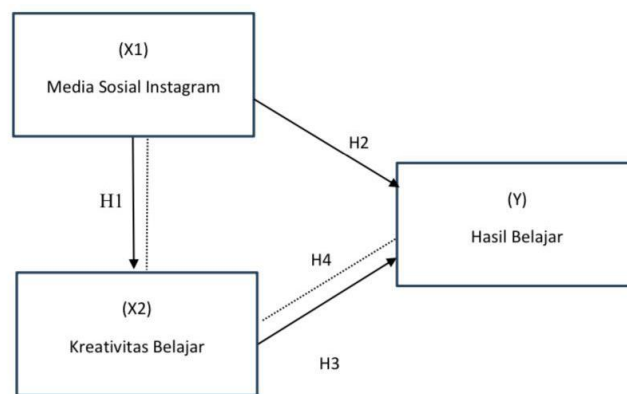 (X1)
Media Sosial Instagram
H2
H1
(Y)
Hasil Belajar
H4
(X2)
Kreativitas Belajar
H3